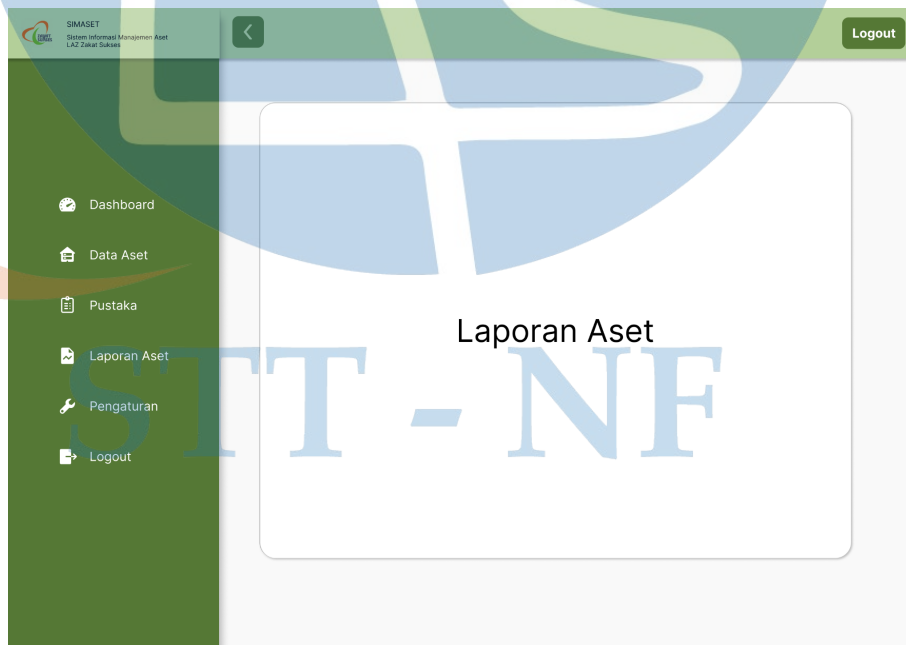 SIMASET
Sistem Informasi Manajemen Aset
LAZ Zakat Sukses
Logout
Dashboard
Data Aset
Pustaka
Laporan Aset
Pengaturan
Logout
Laporan Aset
STT - NF